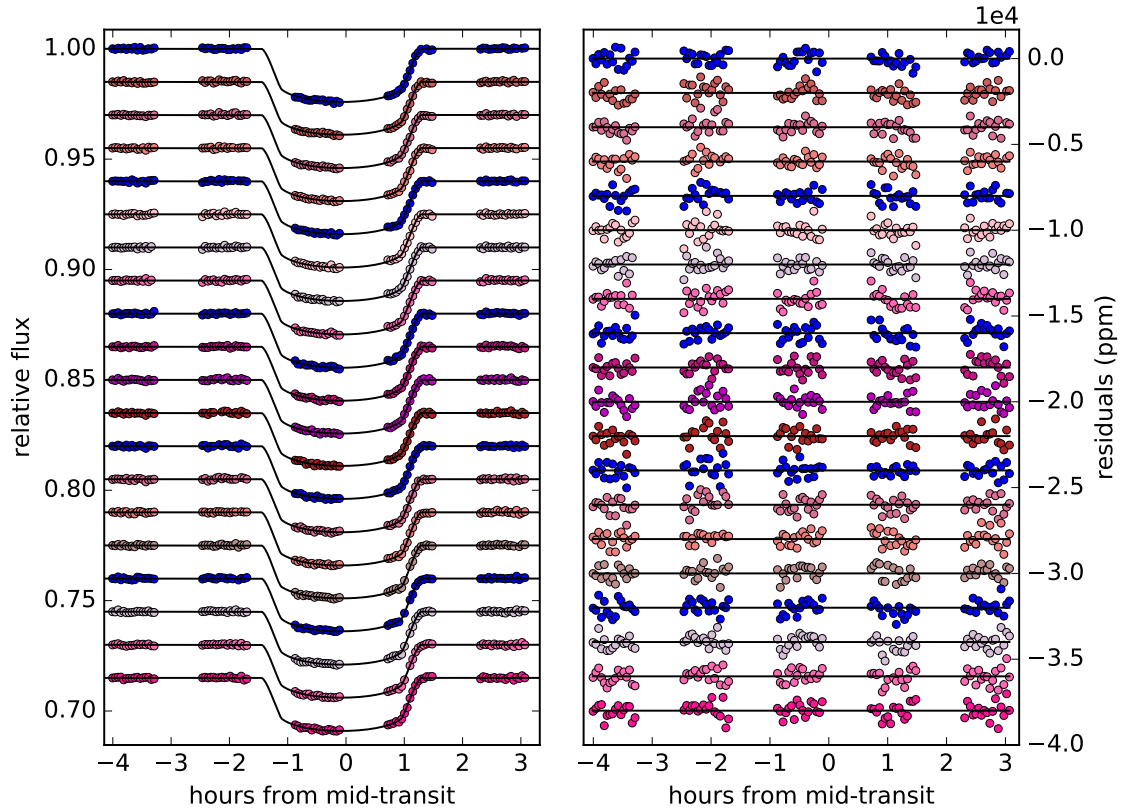 1.00
0.95
0.90
0.85
0.80
0.75
0.70
relative flux
−4 −3 −2 −1 0 1 2 3
hours from mid-transit
1e4
0.0
−0.5
−1.0
−1.5
−2.0
−2.5
−3.0
−3.5
−4.0
residuals (ppm)
−4 −3 −2 −1 0 1 2 3
hours from mid-transit